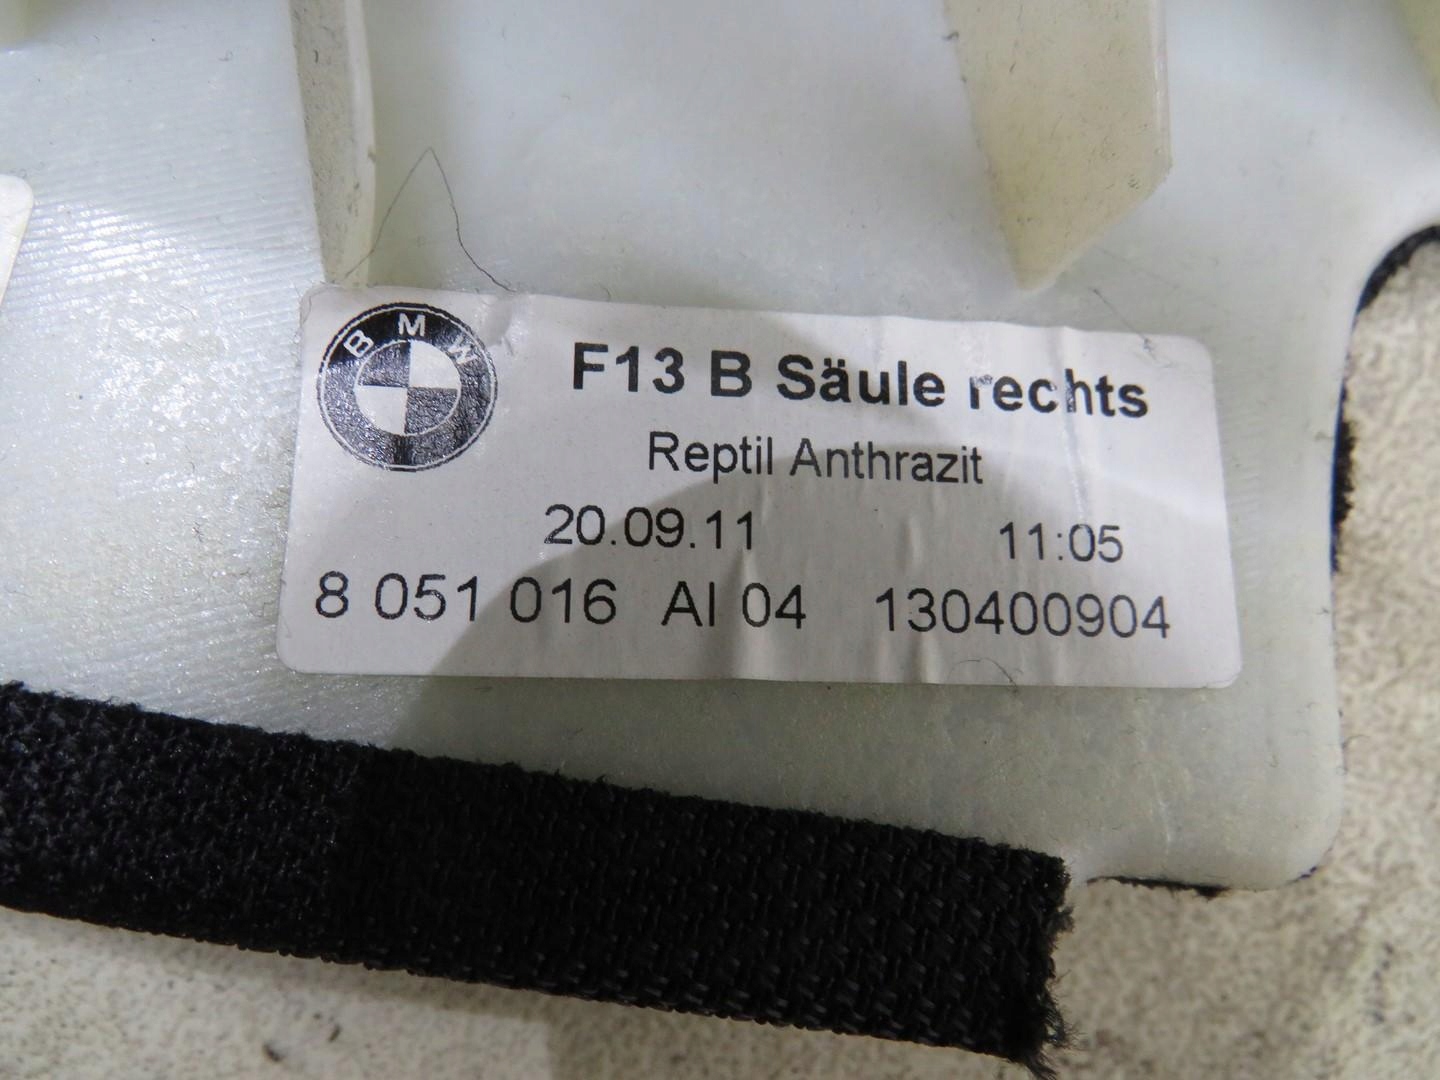 BMW
F13 B Säule rechts
Reptil Anthrazit
20.09.11 11:05
8 051 016 AI 04 130400904